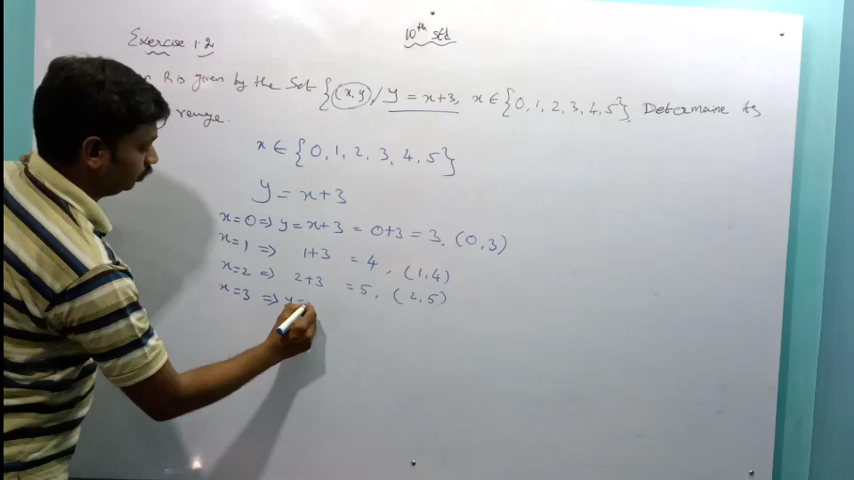 10th std
Exercise 1.2
R is given by the Set {(x,y) / y = x+3, x ∈ {0, 1, 2, 3, 4, 5} Determaine its
range.
x ∈ {0, 1, 2, 3, 4, 5}
y = x+3
x=0 => y = x+3 = 0+3 = 3. (0,3)
x=1 => 1+3 = 4, (1,4)
x=2 => 2+3 = 5, (2,5)
x=3 => y =